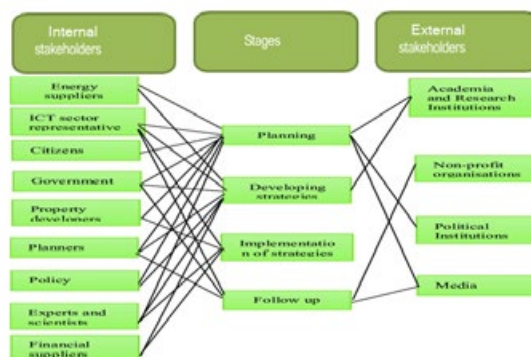 Internal
stakeholders
Stages
External
stakeholders
Energy
suppliers
ICT sector
representative
Citizens
Government
Property
developers
Planners
Policy
Experts and
scientists
Financial
suppliers
Planning
Developing
strategies
Implementatio
n of strategies
Follow up
Academia
and Research
Institutions
Non-profit
organisations
Political
Institutions
Media